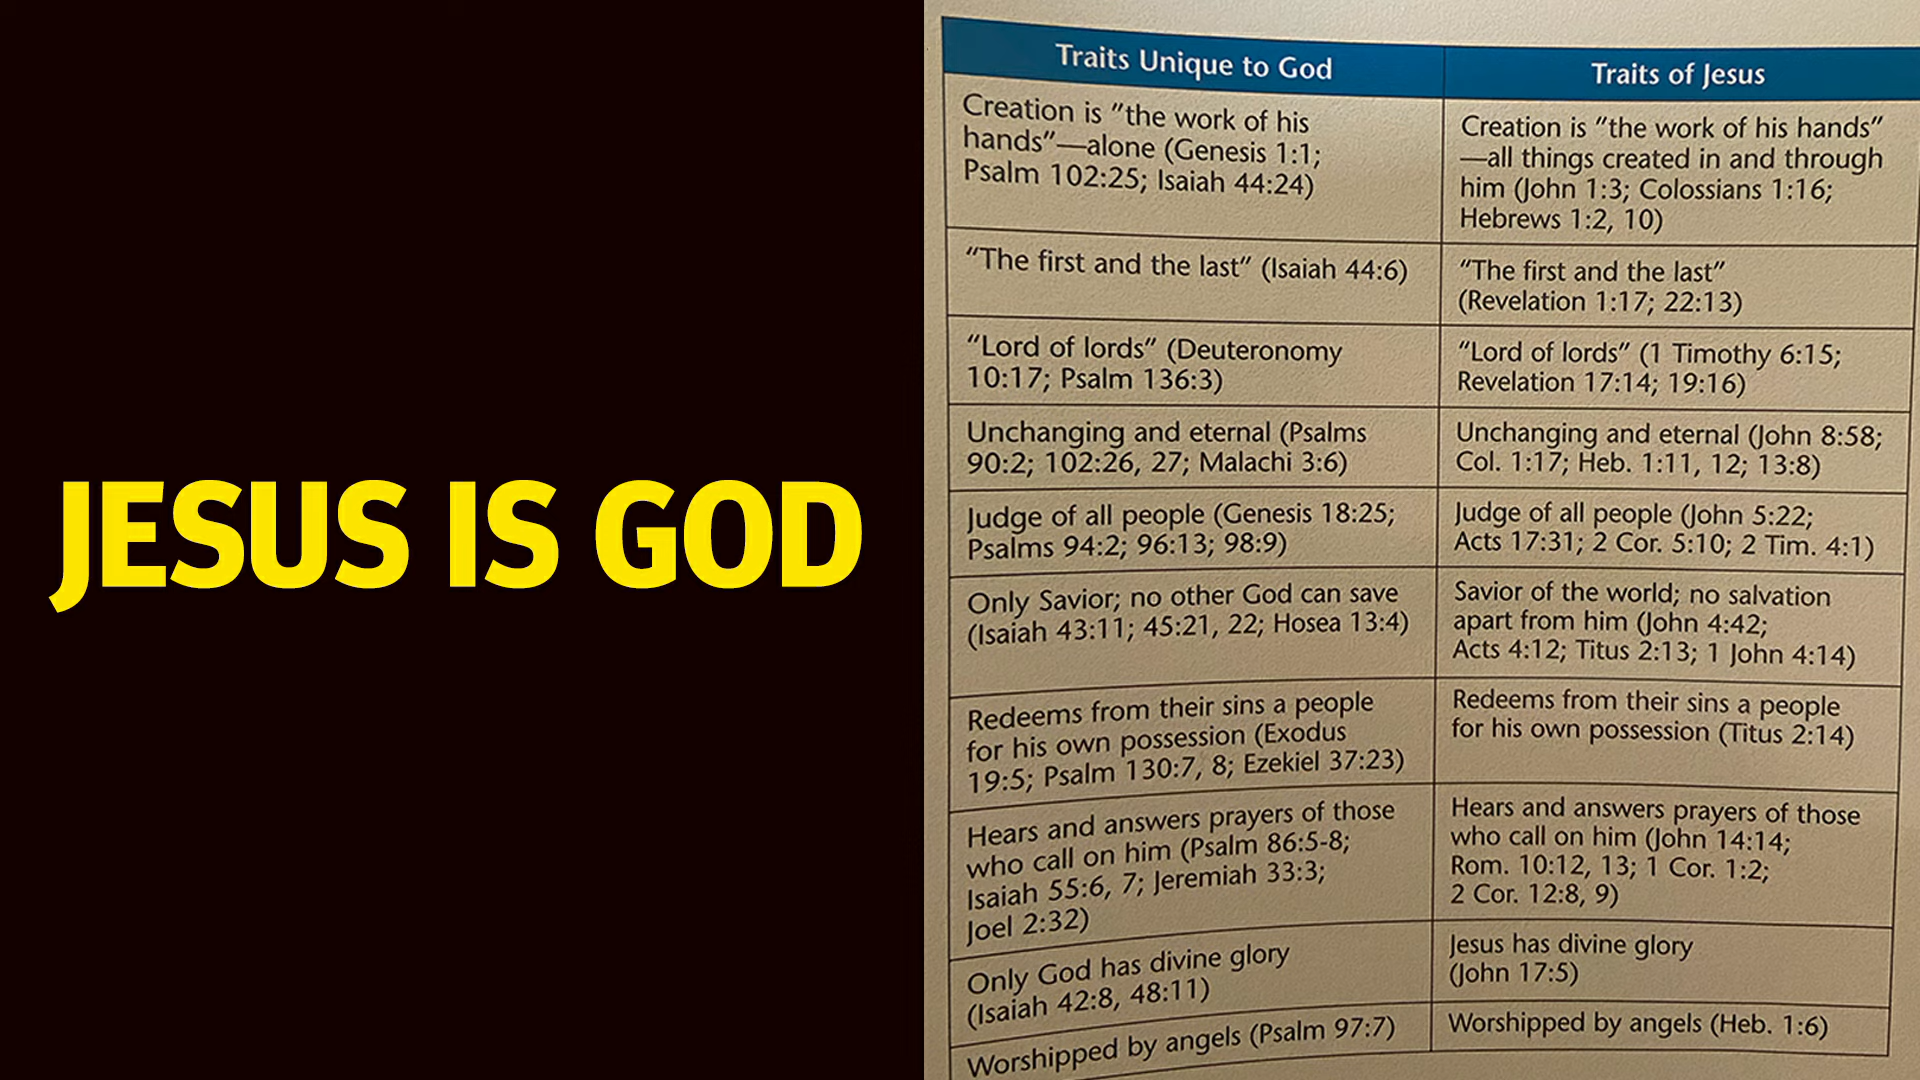 JESUS IS GOD
Traits Unique to God
Traits of Jesus
Creation is "the work of his
hands"—alone (Genesis 1:1;
Psalm 102:25; Isaiah 44:24)
Creation is "the work of his hands"
—all things created in and through
him (John 1:3; Colossians 1:16;
Hebrews 1:2, 10)
"The first and the last" (Isaiah 44:6)
"The first and the last"
(Revelation 1:17; 22:13)
"Lord of lords" (Deuteronomy
10:17; Psalm 136:3)
"Lord of lords" (1 Timothy 6:15;
Revelation 17:14; 19:16)
Unchanging and eternal (Psalms
90:2; 102:26, 27; Malachi 3:6)
Unchanging and eternal (John 8:58;
Col. 1:17; Heb. 1:11, 12; 13:8)
Judge of all people (Genesis 18:25;
Psalms 94:2; 96:13; 98:9)
Judge of all people (John 5:22;
Acts 17:31; 2 Cor. 5:10; 2 Tim. 4:1)
Only Savior; no other God can save
(Isaiah 43:11; 45:21, 22; Hosea 13:4)
Savior of the world; no salvation
apart from him (John 4:42;
Acts 4:12; Titus 2:13; 1 John 4:14)
Redeems from their sins a people
for his own possession (Exodus
19:5; Psalm 130:7, 8; Ezekiel 37:23)
Redeems from their sins a people
for his own possession (Titus 2:14)
Hears and answers prayers of those
who call on him (Psalm 86:5-8;
Isaiah 55:6, 7; Jeremiah 33:3;
Joel 2:32)
Hears and answers prayers of those
who call on him (John 14:14;
Rom. 10:12, 13; 1 Cor. 1:2;
2 Cor. 12:8, 9)
Only God has divine glory
(Isaiah 42:8, 48:11)
Jesus has divine glory
(John 17:5)
Worshipped by angels (Psalm 97:7)
Worshipped by angels (Heb. 1:6)